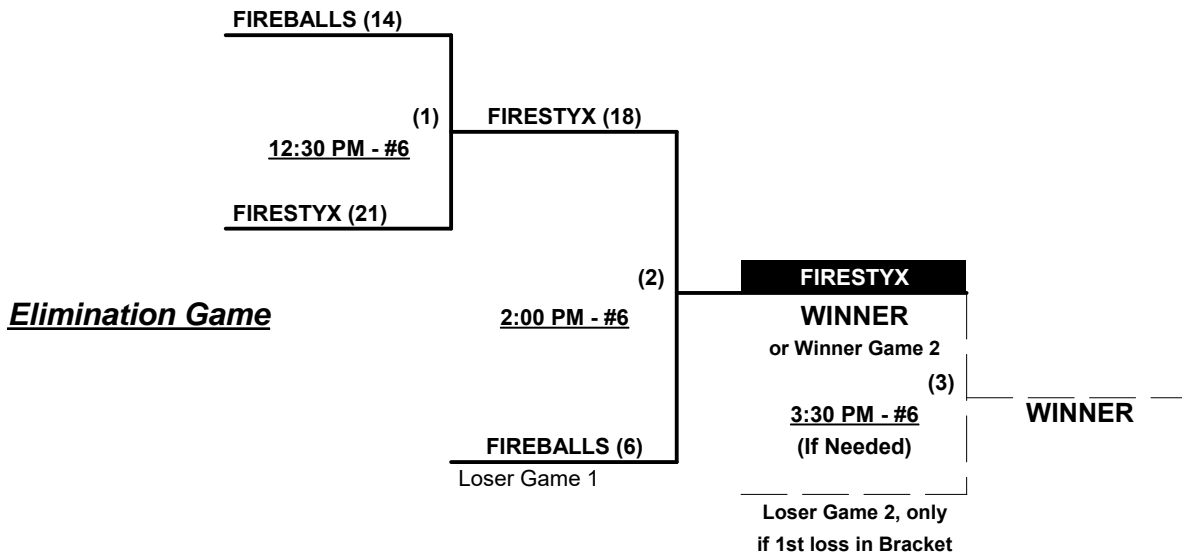 FIREBALLS (14)
(1)
FIRESTYX (18)
12:30 PM - #6
FIRESTYX (21)
(2)
FIRESTYX
Elimination Game
2:00 PM - #6
WINNER
or Winner Game 2
(3)
3:30 PM - #6
WINNER
(If Needed)
FIREBALLS (6)
Loser Game 1
Loser Game 2, only
if 1st loss in Bracket